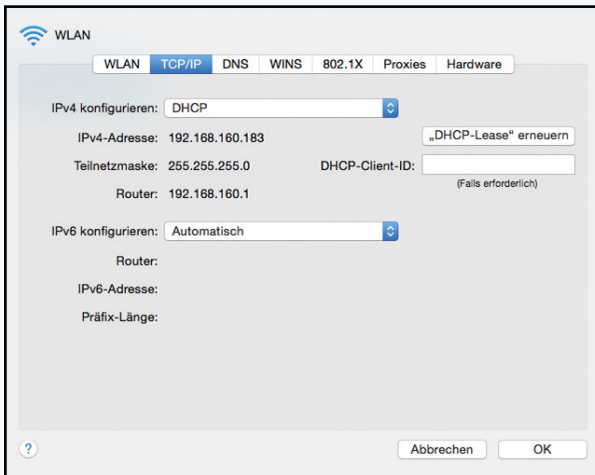 WLAN
WLAN TCP/IP DNS WINS 802.1X Proxies Hardware
IPv4 konfigurieren: DHCP
IPv4-Adresse: 192.168.160.183 „DHCP-Lease“ erneuern
Teilnetzmaske: 255.255.255.0 DHCP-Client-ID:
(Falls erforderlich)
Router: 192.168.160.1
IPv6 konfigurieren: Automatisch
Router:
IPv6-Adresse:
Präfix-Länge:
? Abbrechen OK